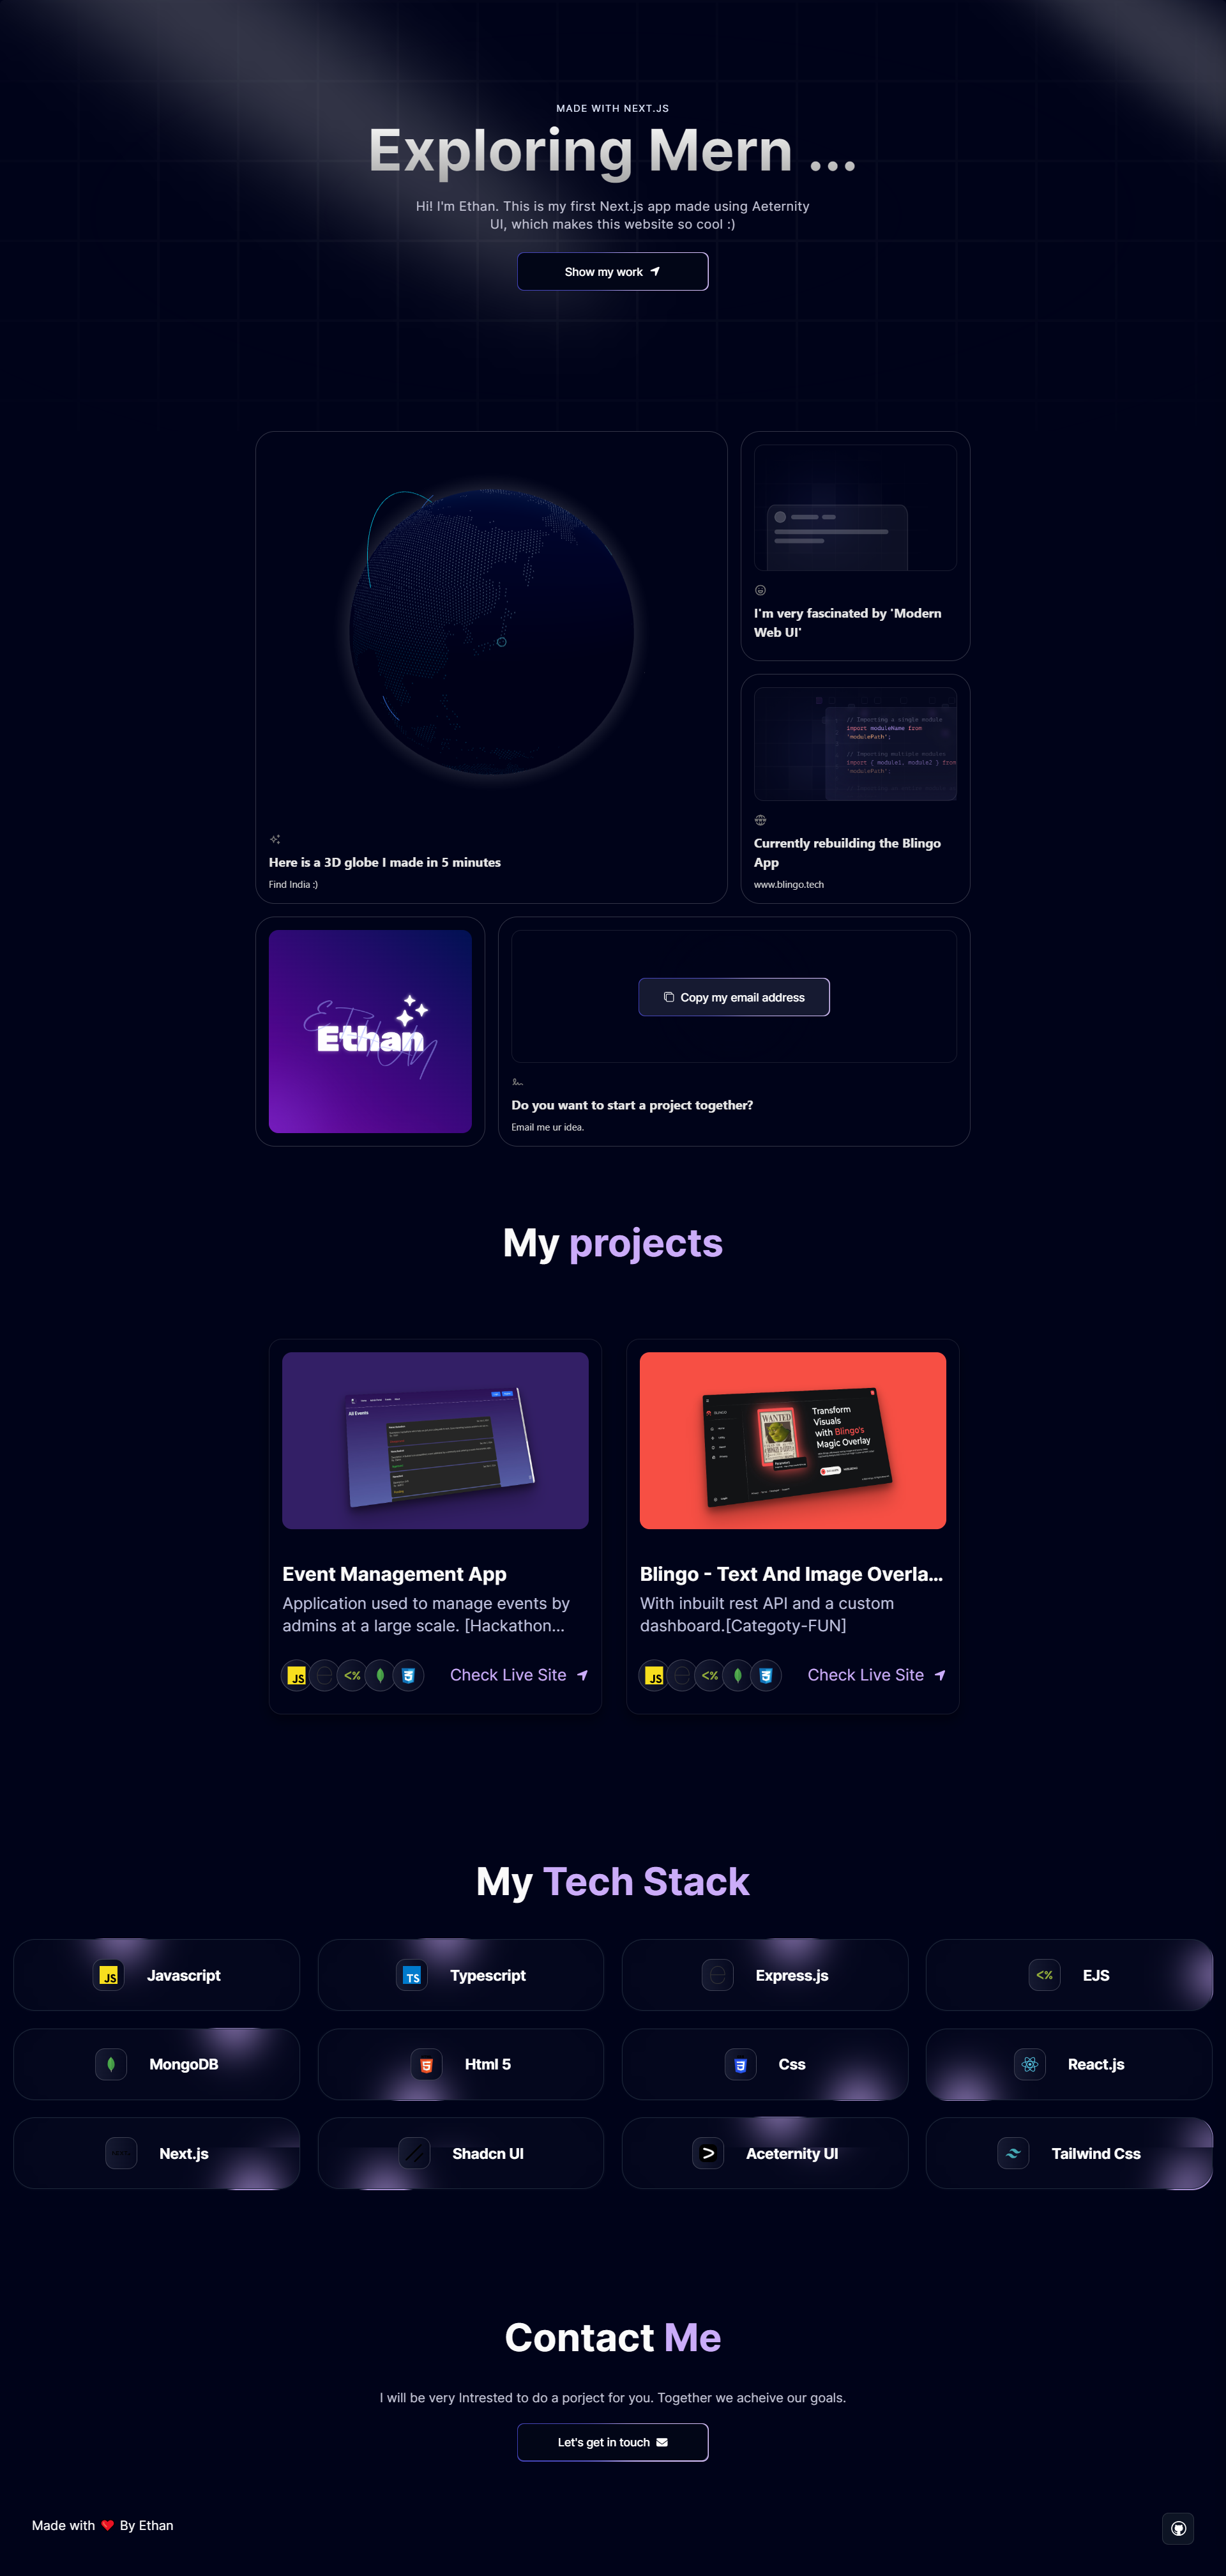 MADE WITH NEXT.JS
Exploring Mern ...
Hi! I'm Ethan. This is my first Next.js app made using Aeternity
UI, which makes this website so cool :)
Show my work
I'm very fascinated by 'Modern
Web UI'
// Importing a single module
import moduleName from
'modulePath';
// Importing multiple modules
import { module1, module2 } from
'modulePath';
Here is a 3D globe I made in 5 minutes
Find India :)
Currently rebuilding the Blingo
App
www.blingo.tech
Ethan
Copy my email address
Do you want to start a project together?
Email me ur idea.
My projects
All Events
WANTED
Transform
Visuals
with Blingo's
Magic Overlay
Event Management App
Application used to manage events by
admins at a large scale. [Hackathon...
JS <% 3 Check Live Site
Blingo - Text And Image Overla...
With inbuilt rest API and a custom
dashboard.[Categoty-FUN]
JS <% 3 Check Live Site
My Tech Stack
JS Javascript
TS Typescript
Express.js
<% EJS
MongoDB
5 Html 5
3 Css
React.js
Next.js
Shadcn UI
Aceternity UI
Tailwind Css
Contact Me
I will be very Intrested to do a porject for you. Together we acheive our goals.
Let's get in touch
Made with ❤ By Ethan